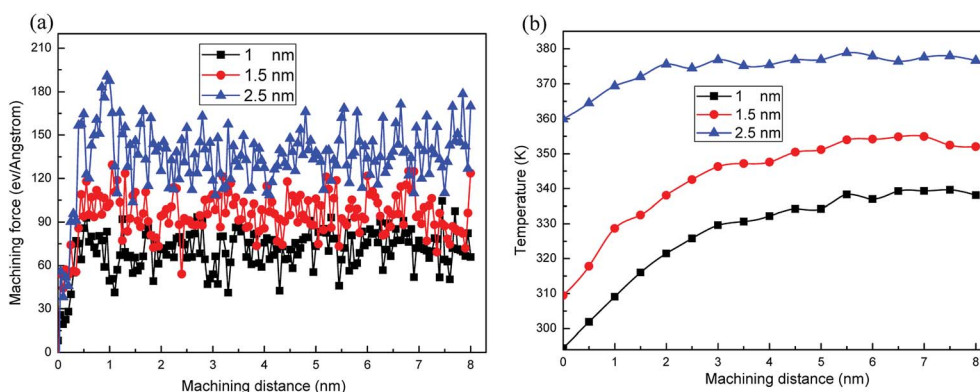 (a)
210
180
150
120
90
60
30
0
Machining force (ev/Angstrom)
1 nm
1.5 nm
2.5 nm
0 1 2 3 4 5 6 7 8
Machining distance (nm)
(b)
380
370
360
350
340
330
320
310
300
Temperature (K)
1 nm
1.5 nm
2.5 nm
0 1 2 3 4 5 6 7 8
Machining distance (nm)